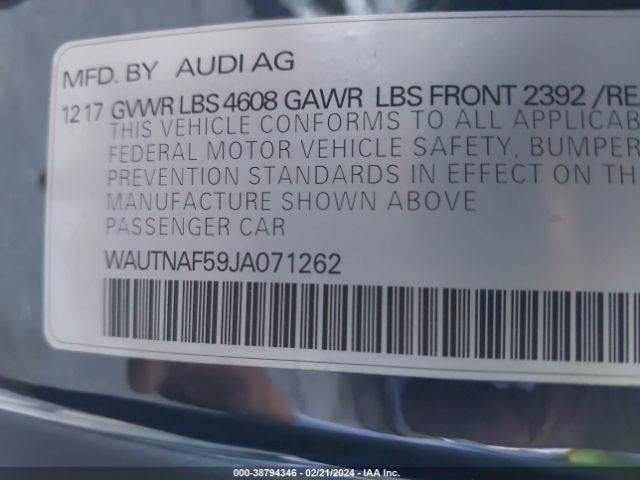 MFD. BY AUDI AG
12 17 GVWR LBS 4608 GAWR LBS FRONT 2392 /RE
THIS VEHICLE CONFORMS TO ALL APPLICAB
FEDERAL MOTOR VEHICLE SAFETY, BUMPER
PREVENTION STANDARDS IN EFFECT ON TH
MANUFACTURE SHOWN ABOVE
PASSENGER CAR
WAUTNAF59JA071262
000-38794346 - 02/21/2024 - IAA Inc.